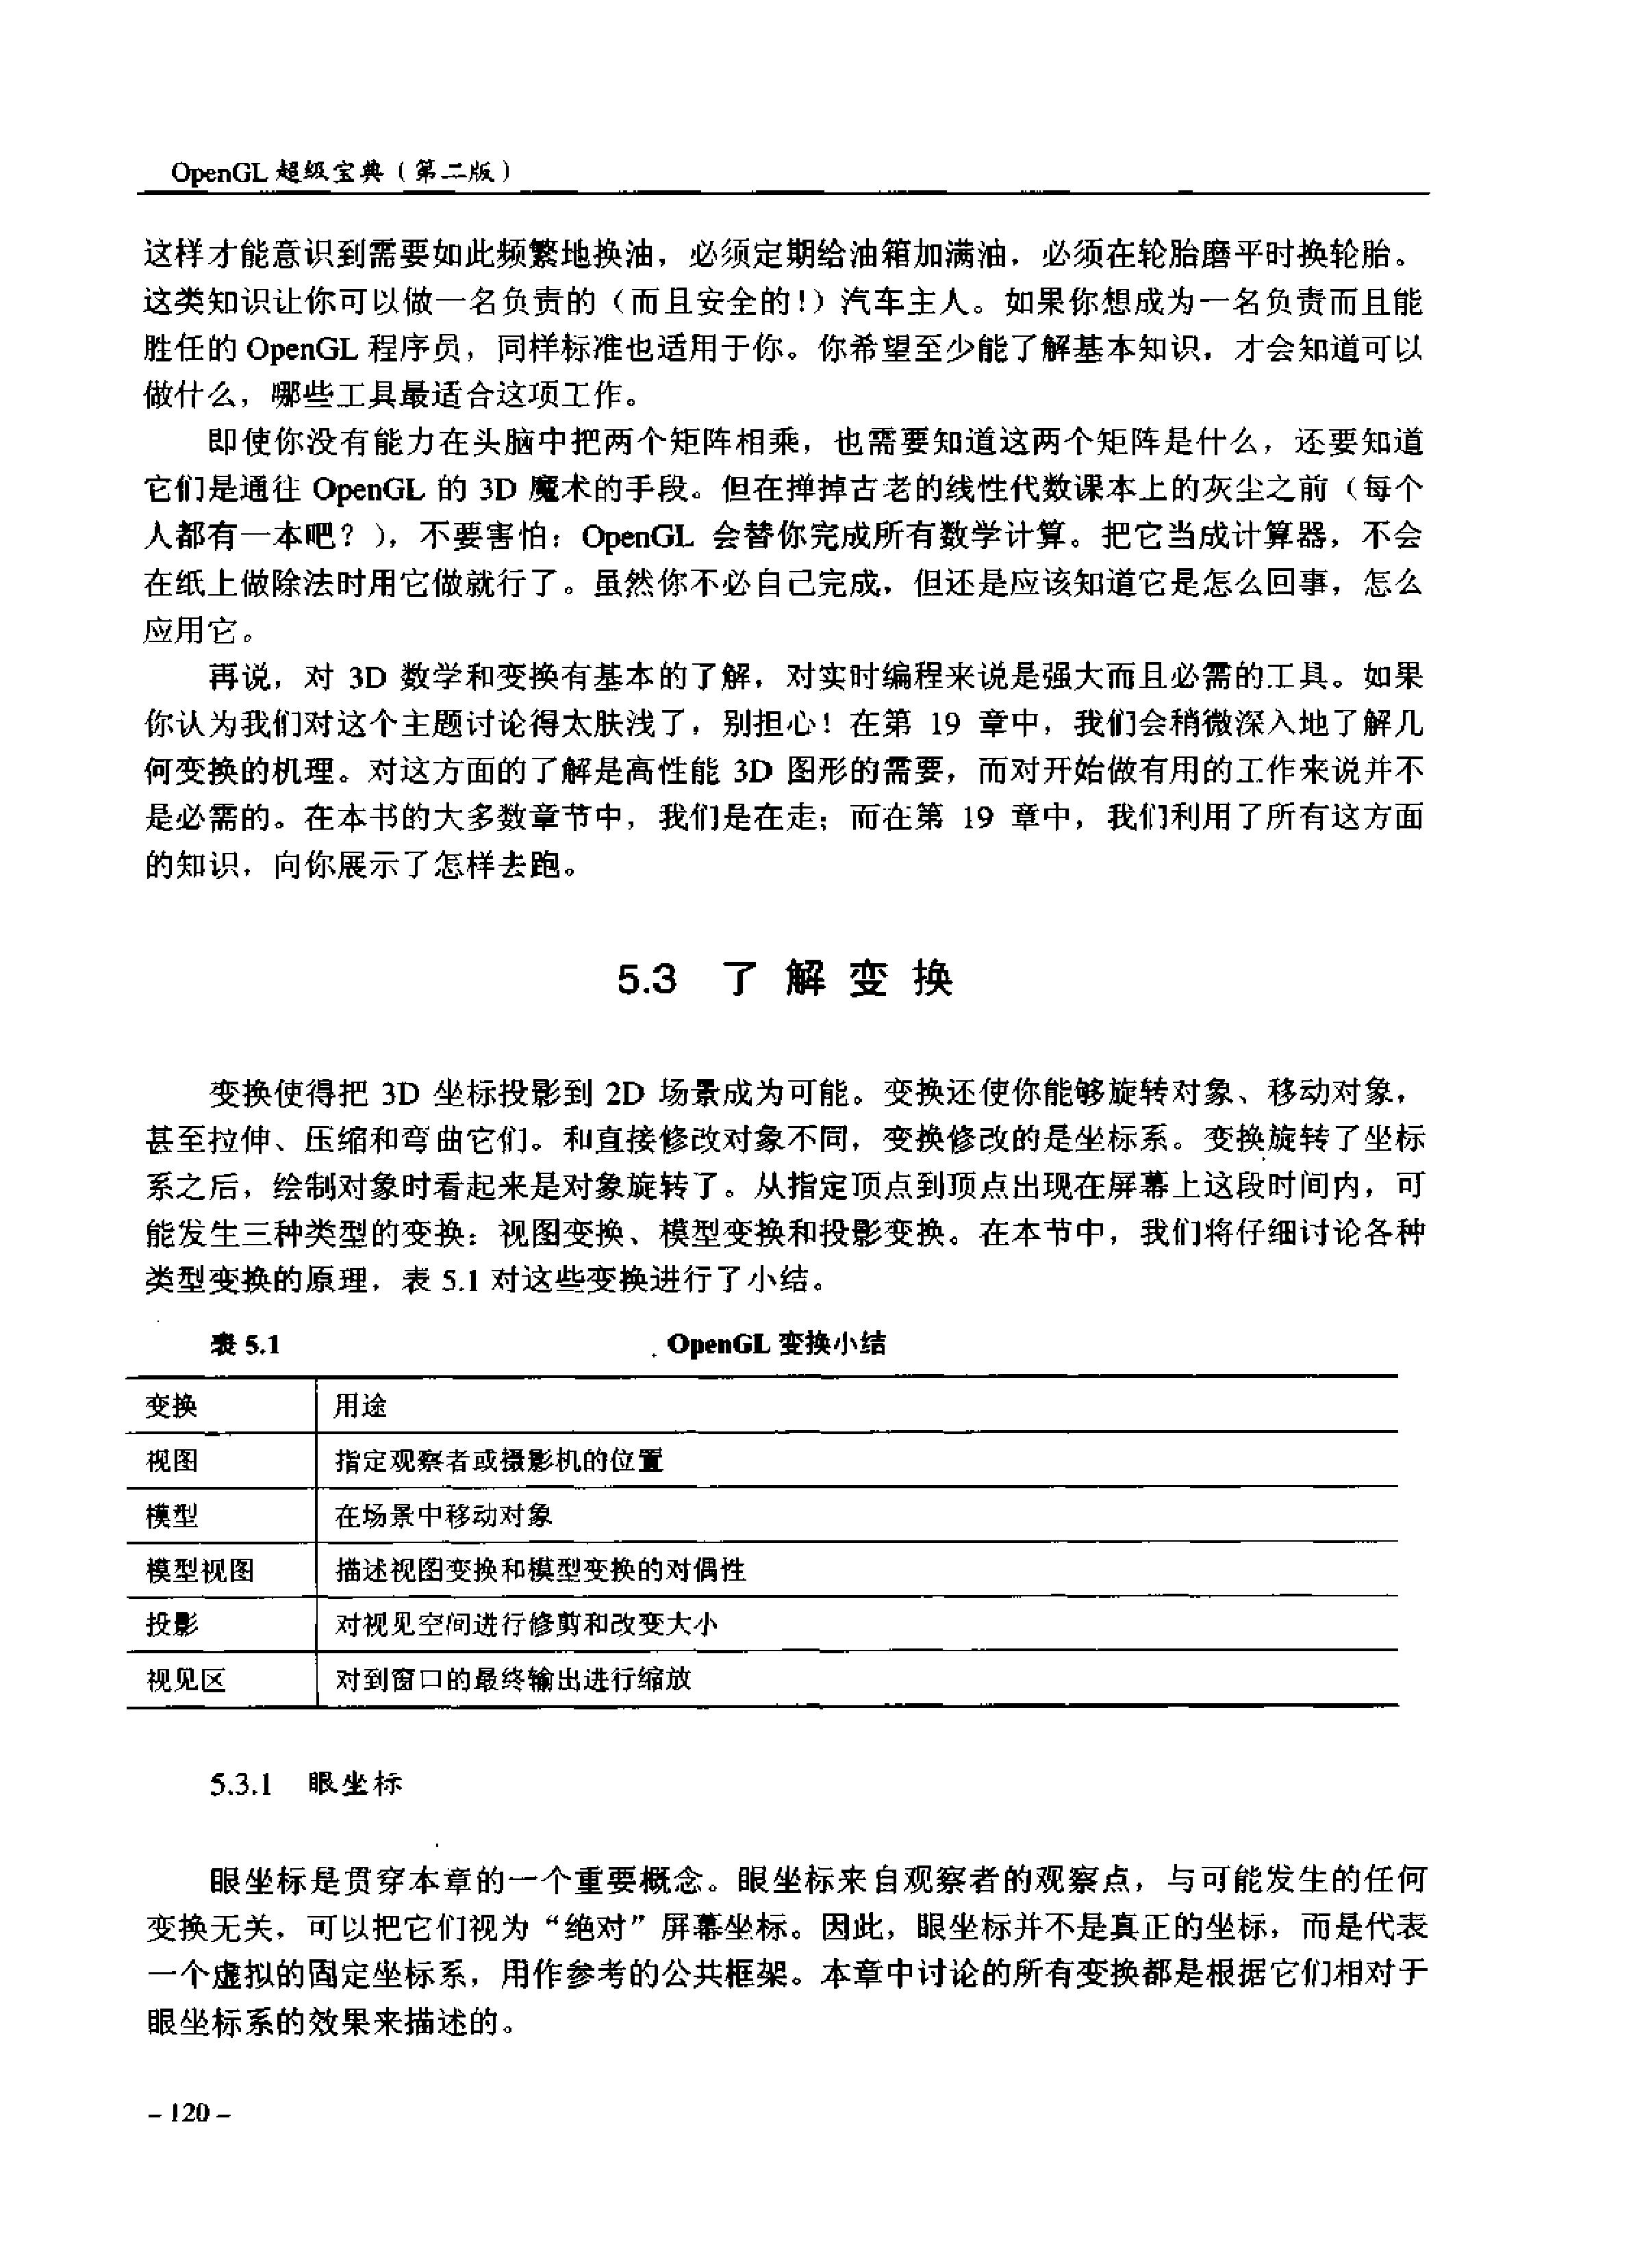 OpenGL 超级宝典（第二版）
这样才能意识到需要如此频繁地换油，必须定期给油箱加满油，必须在轮胎磨平时换轮胎。
这类知识让你可以做一名负责的（而且安全的!）汽车主人。如果你想成为一名负责而且能
胜任的 OpenGL 程序员，同样标准也适用于你。你希望至少能了解基本知识，才会知道可以
做什么，哪些工具最适合这项工作。
即使你没有能力在头脑中把两个矩阵相乘，也需要知道这两个矩阵是什么，还要知道
它们是通往 OpenGL 的 3D 魔术的手段。但在掸掉古老的线性代数课本上的灰尘之前（每个
人都有一本吧？），不要害怕：OpenGL 会替你完成所有数学计算。把它当成计算器，不会
在纸上做除法时用它做就行了。虽然你不必自己完成，但还是应该知道它是怎么回事，怎么
应用它。
再说，对 3D 数学和变换有基本的了解，对实时编程来说是强大而且必需的工具。如果
你认为我们对这个主题讨论得太肤浅了，别担心！在第 19 章中，我们会稍微深入地了解几
何变换的机理。对这方面的了解是高性能 3D 图形的需要，而对开始做有用的工作来说并不
是必需的。在本书的大多数章节中，我们是在走；而在第 19 章中，我们利用了所有这方面
的知识，向你展示了怎样去跑。
5.3 了解变换
变换使得把 3D 坐标投影到 2D 场景成为可能。变换还使你能够旋转对象、移动对象，
甚至拉伸、压缩和弯曲它们。和直接修改对象不同，变换修改的是坐标系。变换旋转了坐标
系之后，绘制对象时看起来是对象旋转了。从指定顶点到顶点出现在屏幕上这段时间内，可
能发生三种类型的变换：视图变换、模型变换和投影变换。在本节中，我们将仔细讨论各种
类型变换的原理，表 5.1 对这些变换进行了小结。
表 5.1 OpenGL 变换小结
变换 用途
视图 指定观察者或摄影机的位置
模型 在场景中移动对象
模型视图 描述视图变换和模型变换的对偶性
投影 对视见空间进行修剪和改变大小
视见区 对到窗口的最终输出进行缩放
5.3.1 眼坐标
眼坐标是贯穿本章的一个重要概念。眼坐标来自观察者的观察点，与可能发生的任何
变换无关，可以把它们视为“绝对”屏幕坐标。因此，眼坐标并不是真正的坐标，而是代表
一个虚拟的固定坐标系，用作参考的公共框架。本章中讨论的所有变换都是根据它们相对于
眼坐标系的效果来描述的。
– 120 –